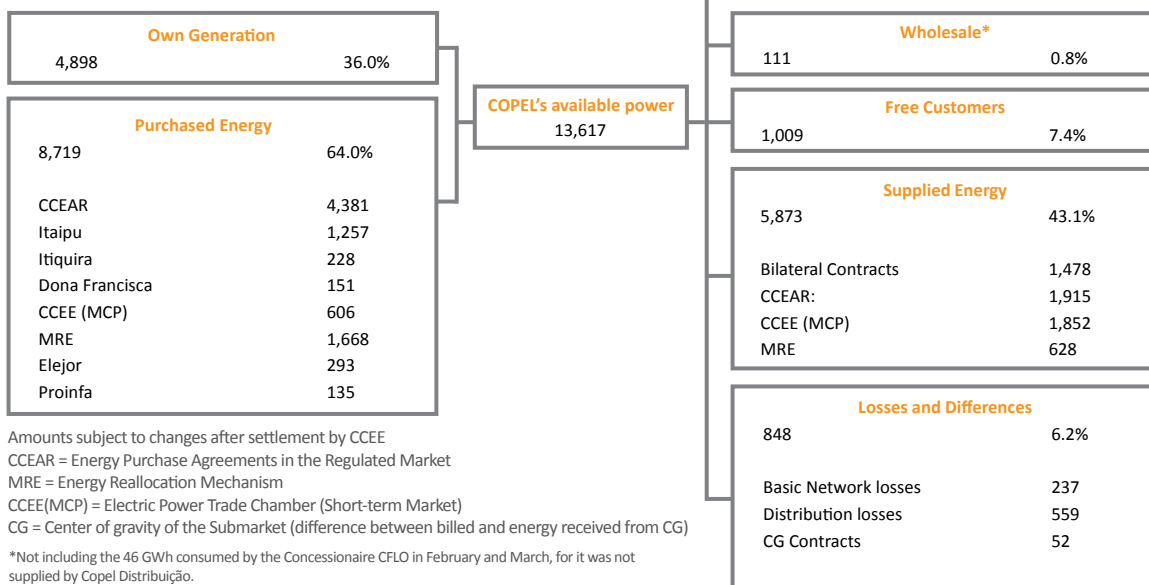 Own Generation
4,898 36.0%
Purchased Energy
8,719 64.0%
CCEAR 4,381
Itaipu 1,257
Itiquira 228
Dona Francisca 151
CCEE (MCP) 606
MRE 1,668
Elejor 293
Proinfa 135
COPEL's available power
13,617
Wholesale*
111 0.8%
Free Customers
1,009 7.4%
Supplied Energy
5,873 43.1%
Bilateral Contracts 1,478
CCEAR: 1,915
CCEE (MCP) 1,852
MRE 628
Losses and Differences
848 6.2%
Basic Network losses 237
Distribution losses 559
CG Contracts 52
Amounts subject to changes after settlement by CCEE
CCEAR = Energy Purchase Agreements in the Regulated Market
MRE = Energy Reallocation Mechanism
CCEE(MCP) = Electric Power Trade Chamber (Short-term Market)
CG = Center of gravity of the Submarket (difference between billed and energy received from CG)
*Not including the 46 GWh consumed by the Concessionaire CFLO in February and March, for it was not
supplied by Copel Distribuição.